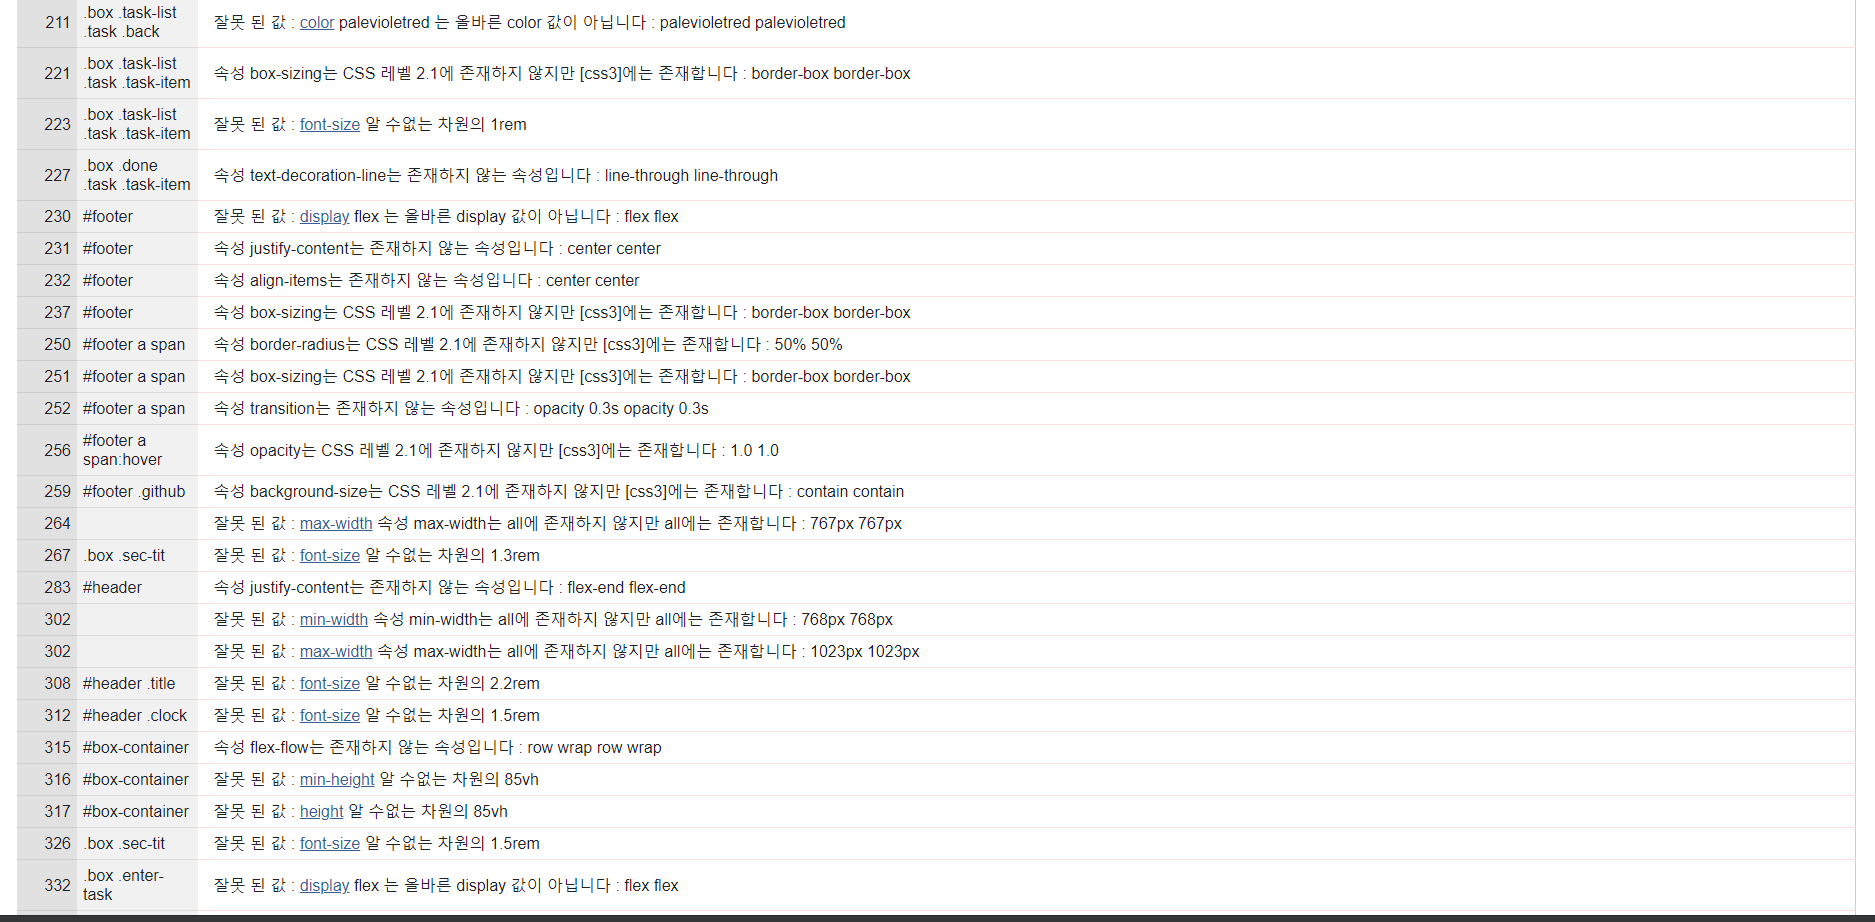 211 .box .task-list .task .back 잘못 된 값 : color palevioletred 는 올바른 color 값이 아닙니다 : palevioletred palevioletred
221 .box .task-list .task .task-item 속성 box-sizing는 CSS 레벨 2.1에 존재하지 않지만 [css3]에는 존재합니다 : border-box border-box
223 .box .task-list .task .task-item 잘못 된 값 : font-size 알 수없는 차원의 1rem
227 .box .done .task .task-item 속성 text-decoration-line는 존재하지 않는 속성입니다 : line-through line-through
230 #footer 잘못 된 값 : display flex 는 올바른 display 값이 아닙니다 : flex flex
231 #footer 속성 justify-content는 존재하지 않는 속성입니다 : center center
232 #footer 속성 align-items는 존재하지 않는 속성입니다 : center center
237 #footer 속성 box-sizing는 CSS 레벨 2.1에 존재하지 않지만 [css3]에는 존재합니다 : border-box border-box
250 #footer a span 속성 border-radius는 CSS 레벨 2.1에 존재하지 않지만 [css3]에는 존재합니다 : 50% 50%
251 #footer a span 속성 box-sizing는 CSS 레벨 2.1에 존재하지 않지만 [css3]에는 존재합니다 : border-box border-box
252 #footer a span 속성 transition는 존재하지 않는 속성입니다 : opacity 0.3s opacity 0.3s
256 #footer a span:hover 속성 opacity는 CSS 레벨 2.1에 존재하지 않지만 [css3]에는 존재합니다 : 1.0 1.0
259 #footer .github 속성 background-size는 CSS 레벨 2.1에 존재하지 않지만 [css3]에는 존재합니다 : contain contain
264 잘못 된 값 : max-width 속성 max-width는 all에 존재하지 않지만 all에는 존재합니다 : 767px 767px
267 .box .sec-tit 잘못 된 값 : font-size 알 수없는 차원의 1.3rem
283 #header 속성 justify-content는 존재하지 않는 속성입니다 : flex-end flex-end
302 잘못 된 값 : min-width 속성 min-width는 all에 존재하지 않지만 all에는 존재합니다 : 768px 768px
302 잘못 된 값 : max-width 속성 max-width는 all에 존재하지 않지만 all에는 존재합니다 : 1023px 1023px
308 #header .title 잘못 된 값 : font-size 알 수없는 차원의 2.2rem
312 #header .clock 잘못 된 값 : font-size 알 수없는 차원의 1.5rem
315 #box-container 속성 flex-flow는 존재하지 않는 속성입니다 : row wrap row wrap
316 #box-container 잘못 된 값 : min-height 알 수없는 차원의 85vh
317 #box-container 잘못 된 값 : height 알 수없는 차원의 85vh
326 .box .sec-tit 잘못 된 값 : font-size 알 수없는 차원의 1.5rem
332 .box .enter-task 잘못 된 값 : display flex 는 올바른 display 값이 아닙니다 : flex flex